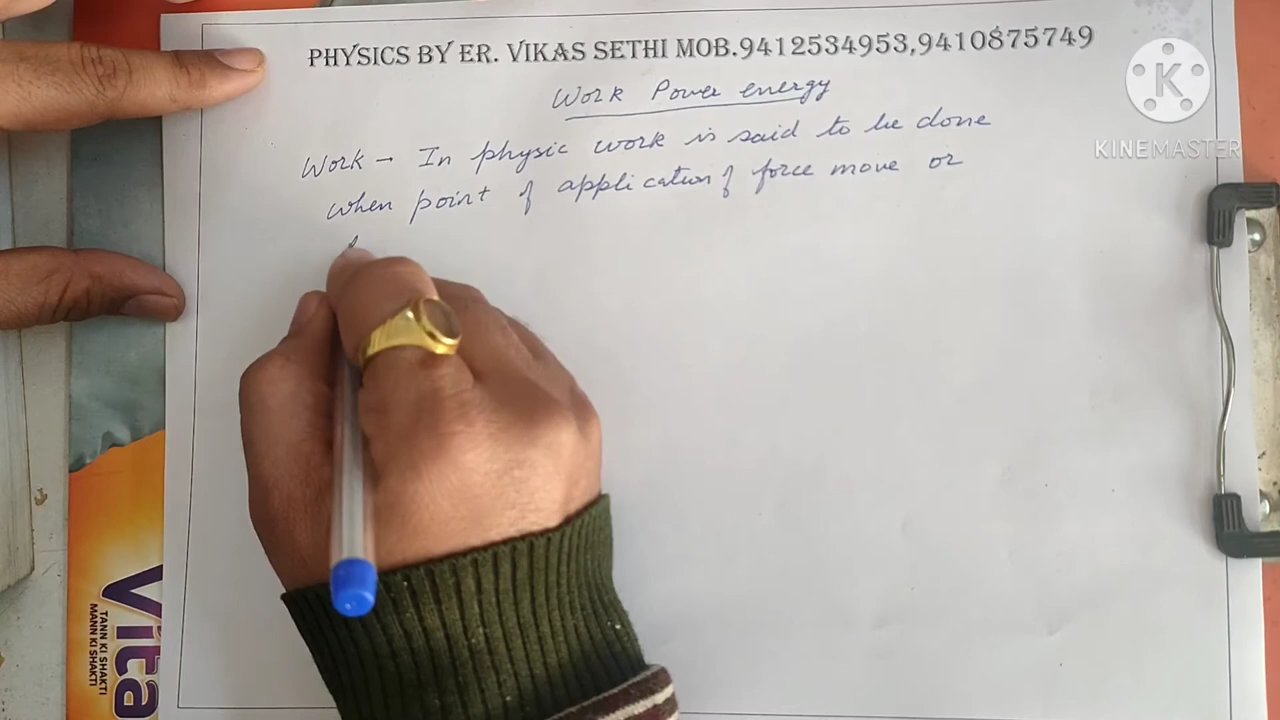 PHYSICS BY ER. VIKAS SETHI MOB.9412534953,9410875749
Work Power energy
Work → In physic work is said to be done
when point of application of force move or
KINEMASTER
Vita
TANN KI SHAKTI
MANN KI SHAKTI